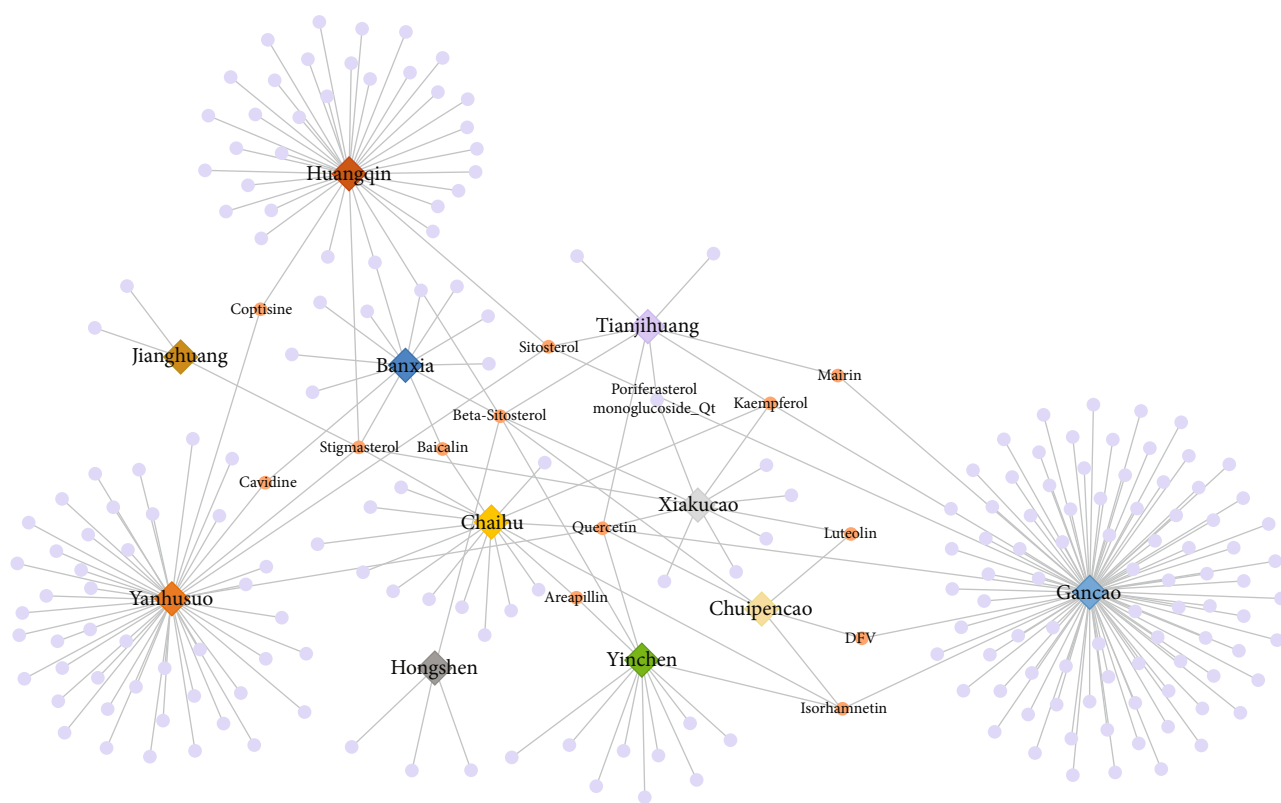 Huangqin
Coptisine
Tianjihuang
Jianghuang
Banxia
Sitosterol
Mairin
Poriferasterol
monoglucoside_Qt
Kaempferol
Beta-Sitosterol
Stigmasterol
Baicalin
Cavidine
Xiakucao
Chaihu
Quercetin
Luteolin
Yanhusuo
Areapillin
Chuipencao
Gancao
DFV
Hongshen
Yinchen
Isorhamnetin